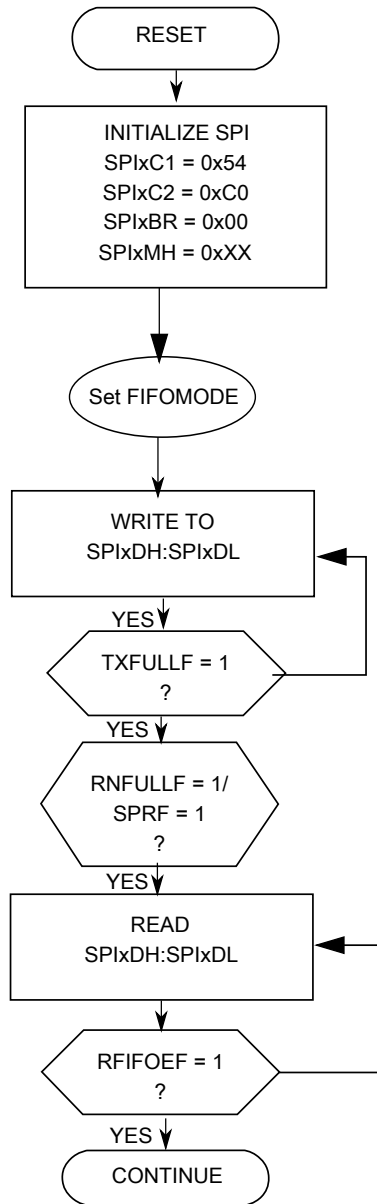 RESET
INITIALIZE SPI
SPIxC1 = 0x54
SPIxC2 = 0xC0
SPIxBR = 0x00
SPIxMH = 0xXX
Set FIFOMODE
WRITE TO
SPIxDH:SPIxDL
YES
TXFULLF = 1
?
YES
RNFULLF = 1/
SPRF = 1
?
YES
READ
SPIxDH:SPIxDL
RFIFOEF = 1
?
YES
CONTINUE